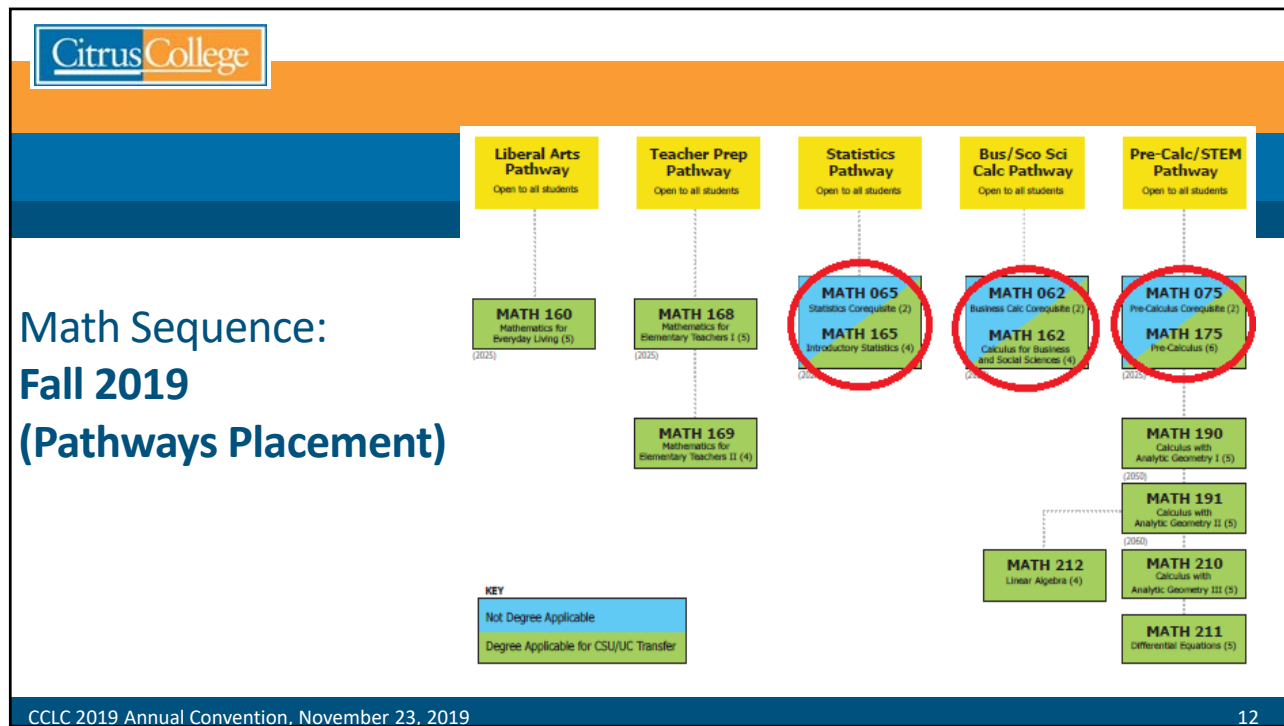 CitrusCollege
Liberal Arts
Pathway
Open to all students
Teacher Prep
Pathway
Open to all students
Statistics
Pathway
Open to all students
Bus/Sco Sci
Calc Pathway
Open to all students
Pre-Calc/STEM
Pathway
Open to all students
Math Sequence:
Fall 2019
(Pathways Placement)
MATH 160
Mathematics for
Everyday Living (5)
(2025)
MATH 168
Mathematics for
Elementary Teachers I (5)
(2025)
MATH 169
Mathematics for
Elementary Teachers II (4)
MATH 065
Statistics Corequisite (2)
MATH 165
Introductory Statistics (4)
MATH 062
Business Calc Corequisite (2)
MATH 162
Calculus for Business
and Social Sciences (4)
MATH 075
Pre-Calculus Corequisite (2)
MATH 175
Pre-Calculus (6)
(2025)
MATH 190
Calculus with
Analytic Geometry I (5)
(2050)
MATH 191
Calculus with
Analytic Geometry II (5)
(2060)
MATH 212
Linear Algebra (4)
MATH 210
Calculus with
Analytic Geometry III (5)
MATH 211
Differential Equations (5)
KEY
Not Degree Applicable
Degree Applicable for CSU/UC Transfer
CCLC 2019 Annual Convention, November 23, 2019
12